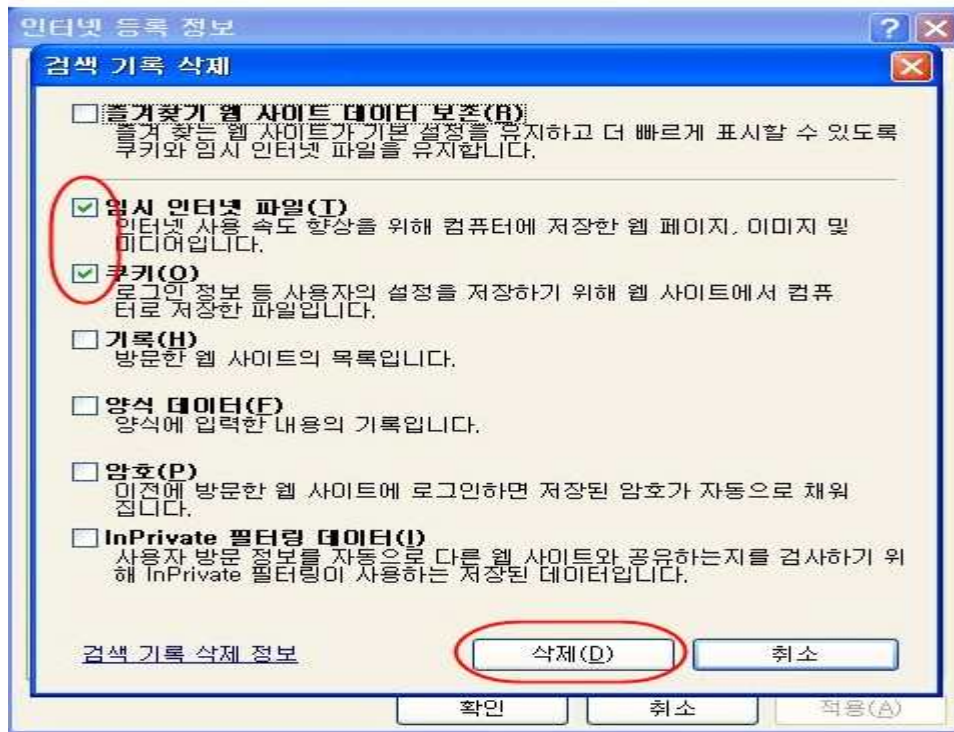 인터넷 등록 정보
검색 기록 삭제
즐겨찾기 웹 사이트 데이터 보존(R)
즐겨 찾는 웹 사이트가 기본 설정을 유지하고 더 빠르게 표시할 수 있도록
쿠키와 임시 인터넷 파일을 유지합니다.
임시 인터넷 파일(T)
인터넷 사용 속도 향상을 위해 컴퓨터에 저장한 웹 페이지, 이미지 및
미디어입니다.
쿠키(O)
로그인 정보 등 사용자의 설정을 저장하기 위해 웹 사이트에서 컴퓨
터로 저장한 파일입니다.
기록(H)
방문한 웹 사이트의 목록입니다.
양식 데이터(F)
양식에 입력한 내용의 기록입니다.
암호(P)
이전에 방문한 웹 사이트에 로그인하면 저장된 암호가 자동으로 채워
집니다.
InPrivate 필터링 데이터(I)
사용자 방문 정보를 자동으로 다른 웹 사이트와 공유하는지를 검사하기 위
해 InPrivate 필터링이 사용하는 저장된 데이터입니다.
검색 기록 삭제 정보 삭제(D) 취소
확인 취소 적용(A)